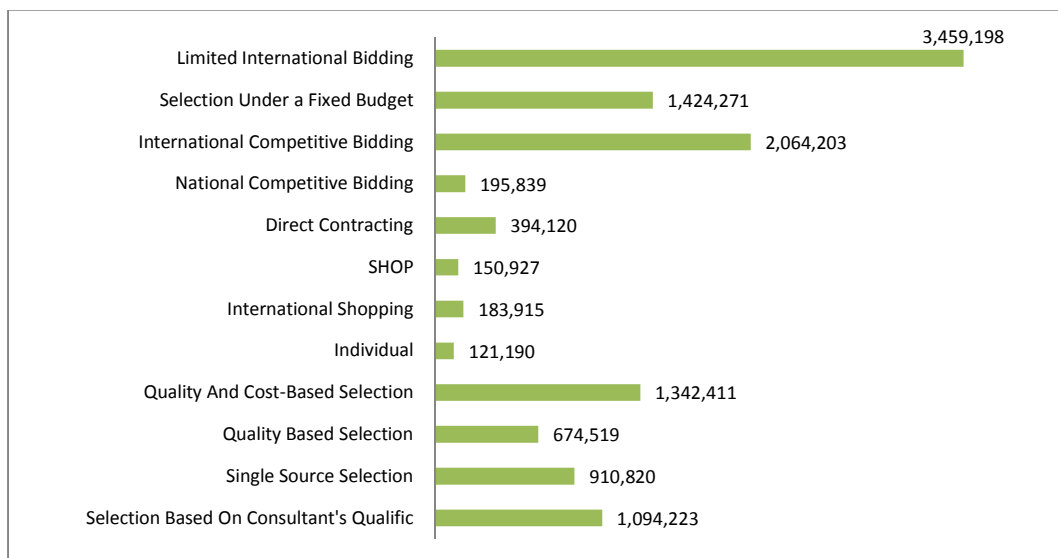 Limited International Bidding 3,459,198
Selection Under a Fixed Budget 1,424,271
International Competitive Bidding 2,064,203
National Competitive Bidding 195,839
Direct Contracting 394,120
SHOP 150,927
International Shopping 183,915
Individual 121,190
Quality And Cost-Based Selection 1,342,411
Quality Based Selection 674,519
Single Source Selection 910,820
Selection Based On Consultant's Qualific 1,094,223